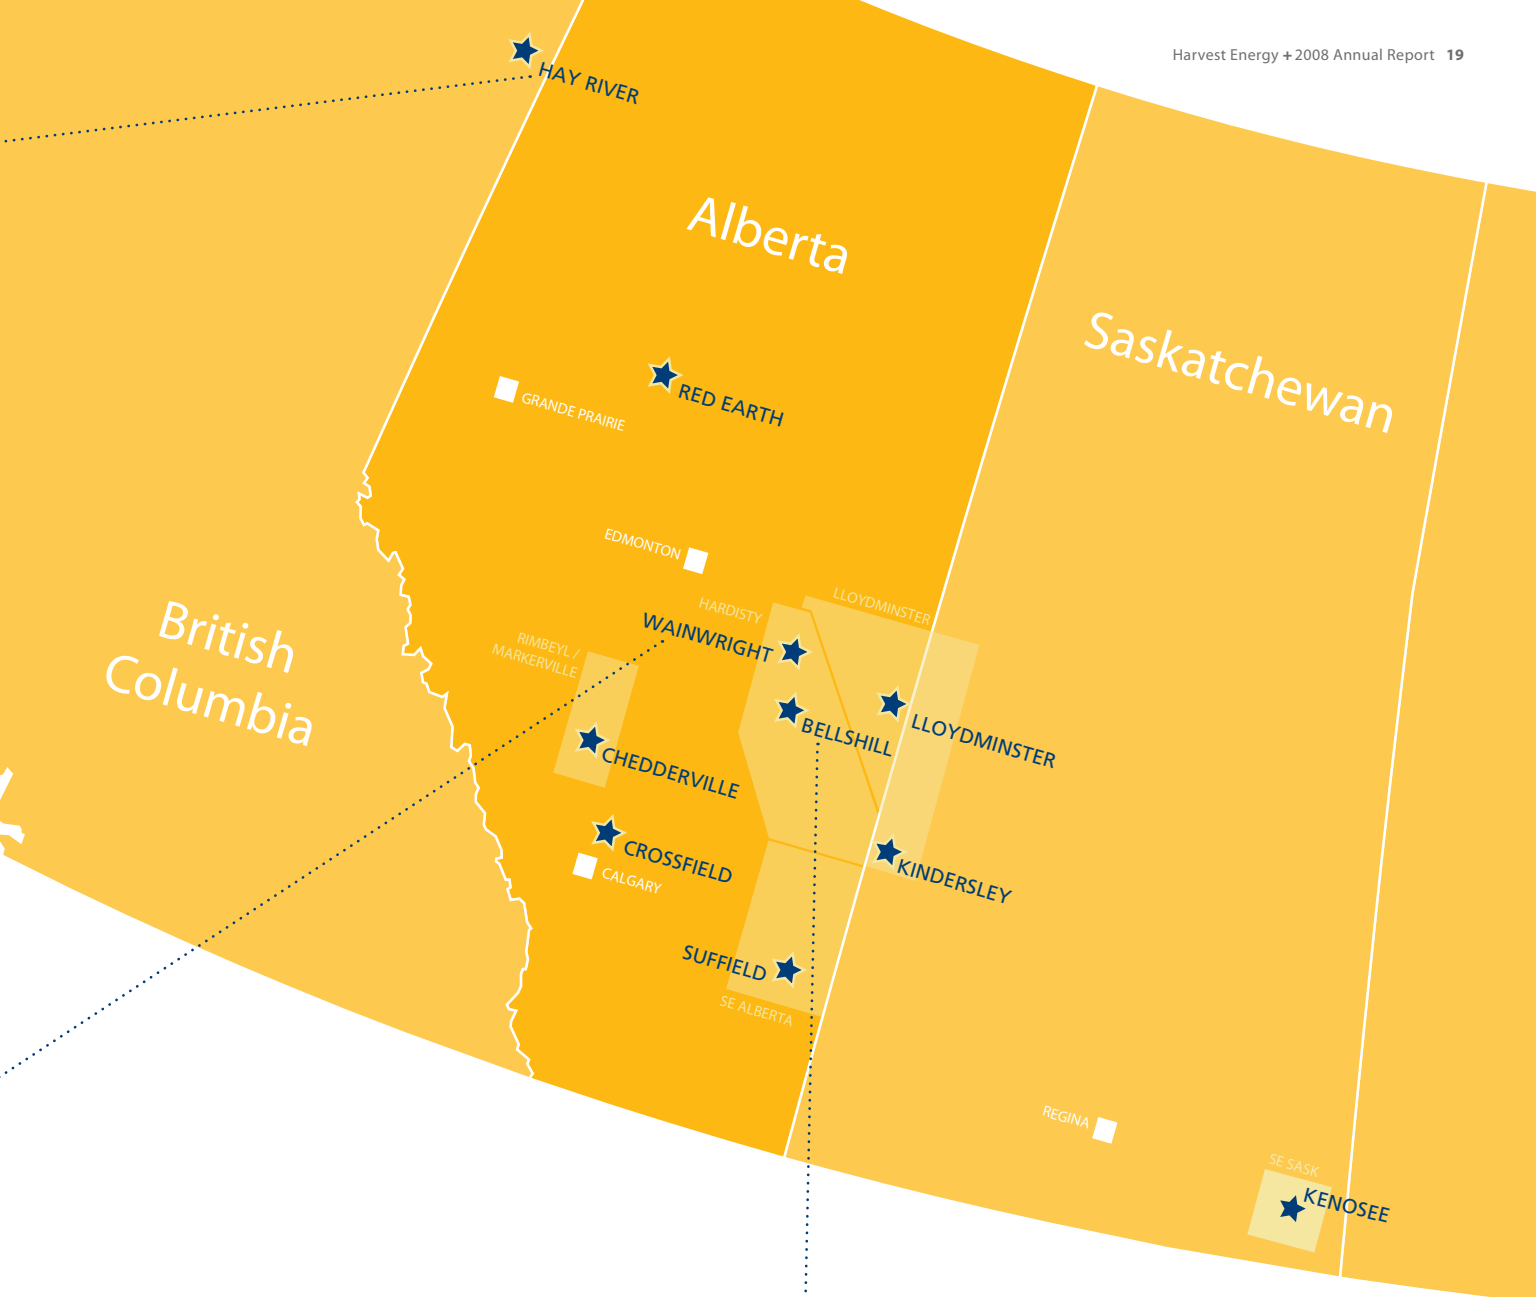 Harvest Energy + 2008 Annual Report 19
HAY RIVER
Alberta
Saskatchewan
RED EARTH
GRANDE PRAIRIE
EDMONTON
HARDISTY
LLOYDMINSTER
WAINWRIGHT
British
Columbia
RIMBEYL /
MARKERVILLE
BELLSHILL
LLOYDMINSTER
CHEDDERVILLE
CROSSFIELD
CALGARY
KINDERSLEY
SUFFIELD
SE ALBERTA
REGINA
SE SASK
KENOSEE